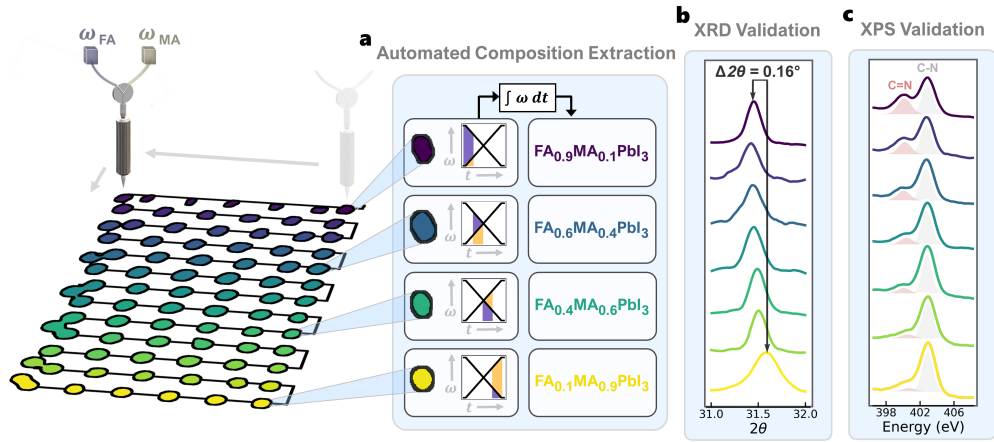 ω FA
ω MA
a
Automated Composition Extraction
∫ ω dt
ω
t
FA0.9MA0.1PbI3
ω
t
FA0.6MA0.4PbI3
ω
t
FA0.4MA0.6PbI3
ω
t
FA0.1MA0.9PbI3
b
XRD Validation
Δ2θ = 0.16°
31.0 31.5 32.0
2θ
c
XPS Validation
C-N
C=N
398 402 406
Energy (eV)